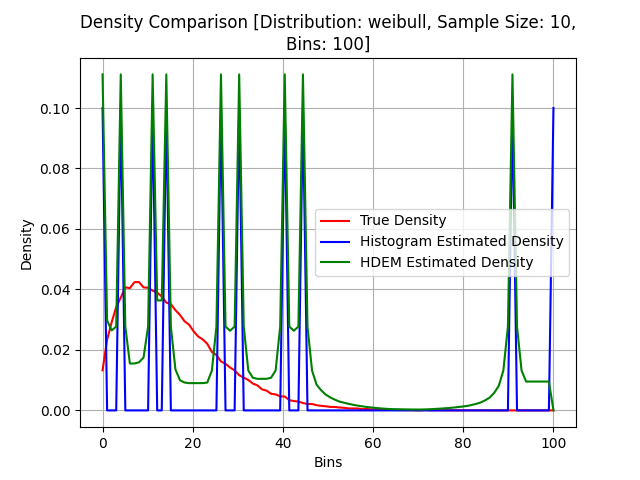 Density Comparison [Distribution: weibull, Sample Size: 10,
Bins: 100]
Density
0.10
0.08
0.06
0.04
0.02
0.00
True Density
Histogram Estimated Density
HDEM Estimated Density
0 20 40 60 80 100
Bins